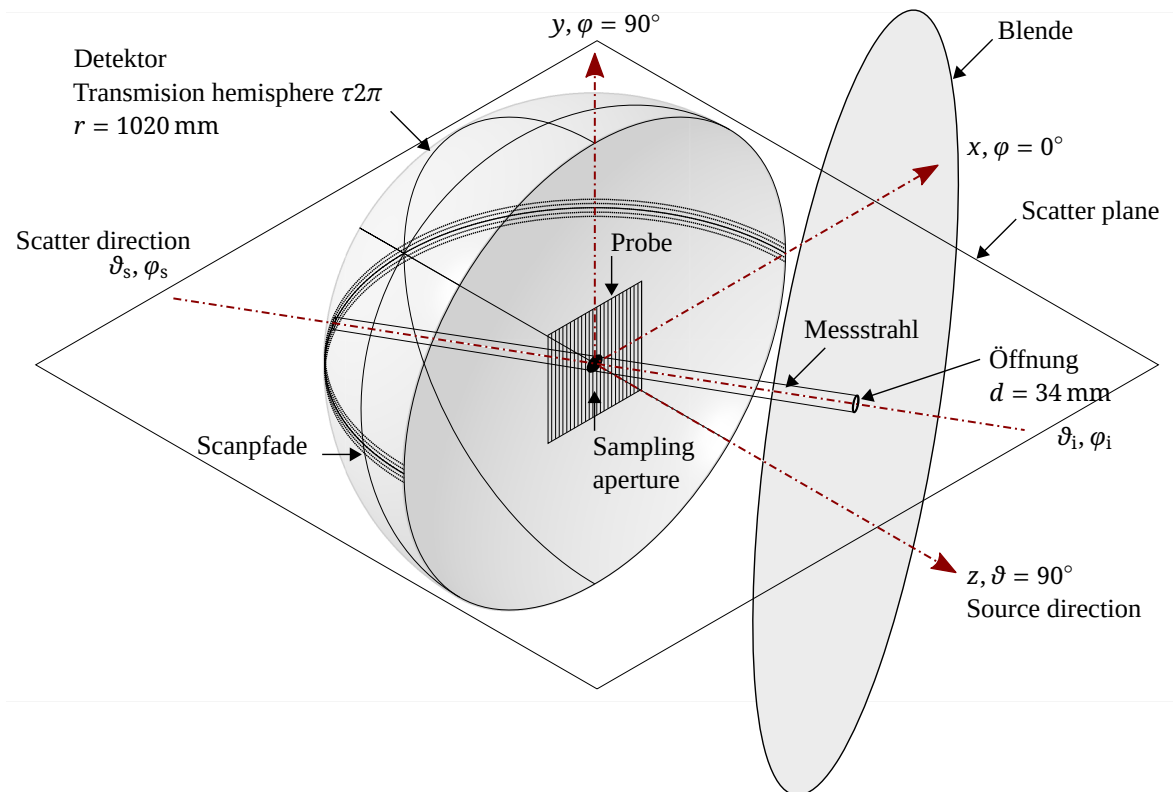 y, φ = 90°
Blende
Detektor
Transmision hemisphere τ2π
r = 1020 mm
x, φ = 0°
Scatter plane
Scatter direction
ϑs, φs
Probe
Messstrahl
Öffnung
d = 34 mm
ϑi, φi
Scanpfade
Sampling
aperture
z, ϑ = 90°
Source direction